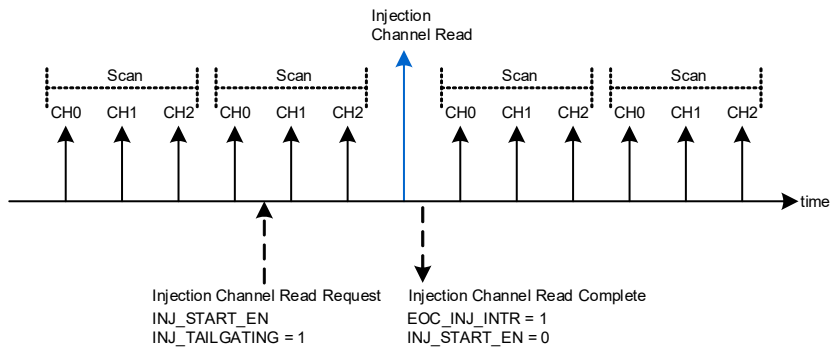 Injection
Channel Read
Scan Scan Scan Scan
CH0 CH1 CH2 CH0 CH1 CH2 CH0 CH1 CH2 CH0 CH1 CH2
time
Injection Channel Read Request
INJ_START_EN
INJ_TAILGATING = 1
Injection Channel Read Complete
EOC_INJ_INTR = 1
INJ_START_EN = 0